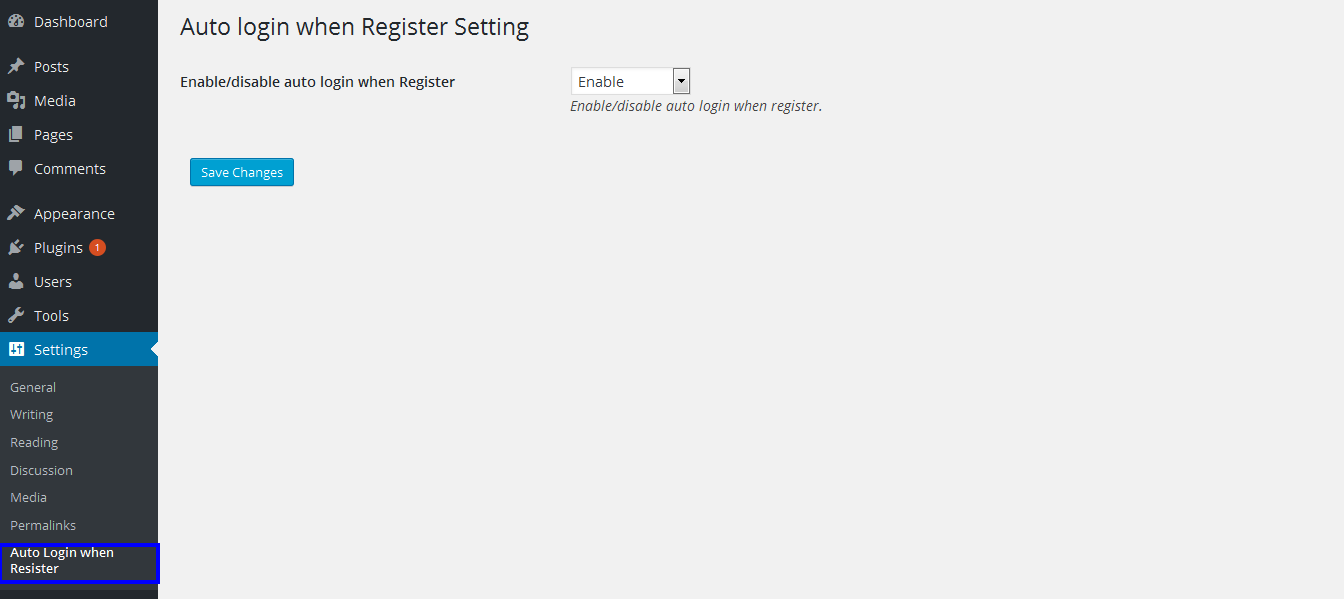 Dashboard
Posts
Media
Pages
Comments
Appearance
Plugins 1
Users
Tools
Settings
General
Writing
Reading
Discussion
Media
Permalinks
Auto Login when
Resister
Auto login when Register Setting
Enable/disable auto login when Register
Enable
Enable/disable auto login when register.
Save Changes